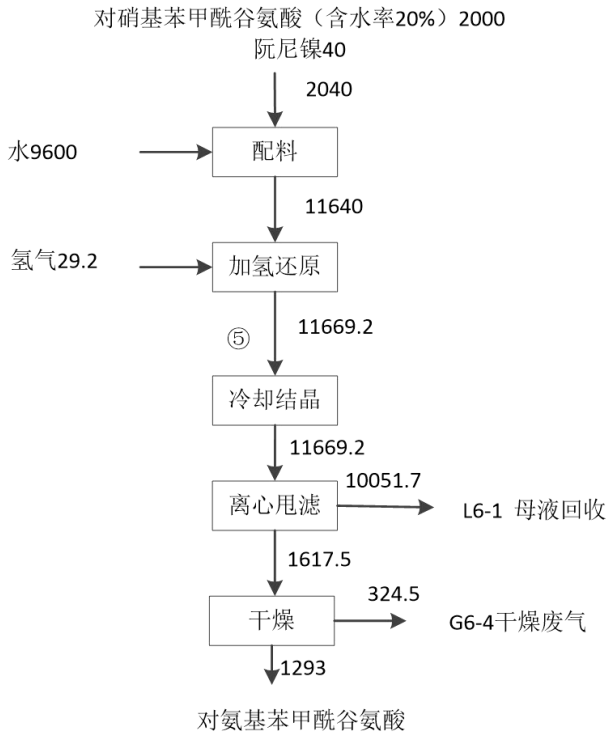 对硝基苯甲酰谷氨酸（含水率20%）2000
阮尼镍40
2040
水9600
配料
11640
氢气29.2
加氢还原
11669.2
⑤
冷却结晶
11669.2
10051.7
离心甩滤
L6-1 母液回收
1617.5
324.5
干燥
G6-4干燥废气
1293
对氨基苯甲酰谷氨酸